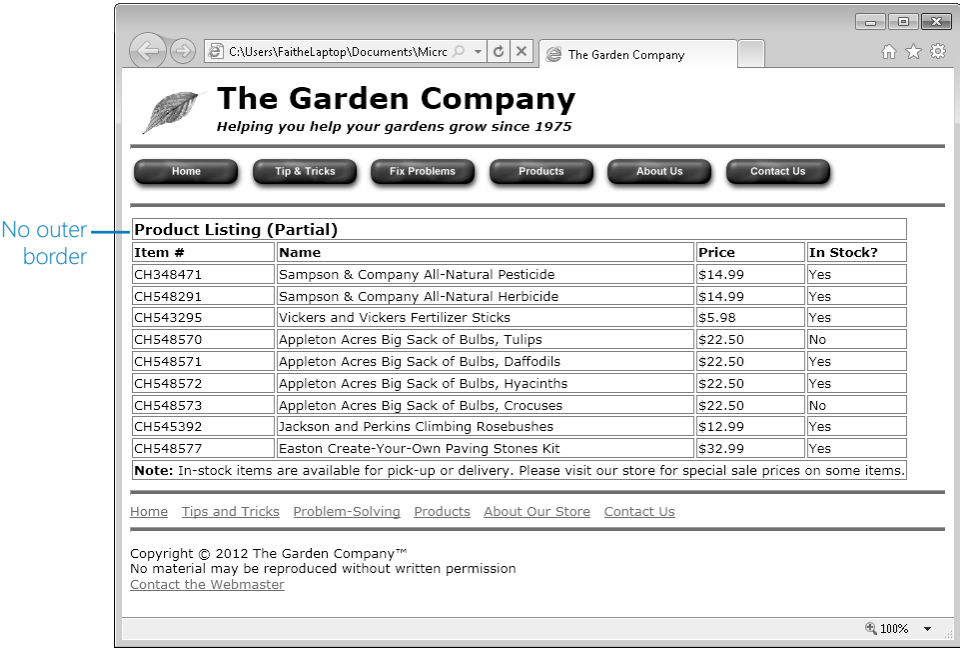 C:\Users\FaitheLaptop\Documents\Micrc
The Garden Company
The Garden Company
Helping you help your gardens grow since 1975
Home Tip & Tricks Fix Problems Products About Us Contact Us
No outer border
Product Listing (Partial)
Item # Name Price In Stock?
CH348471 Sampson & Company All-Natural Pesticide $14.99 Yes
CH548291 Sampson & Company All-Natural Herbicide $14.99 Yes
CH543295 Vickers and Vickers Fertilizer Sticks $5.98 Yes
CH548570 Appleton Acres Big Sack of Bulbs, Tulips $22.50 No
CH548571 Appleton Acres Big Sack of Bulbs, Daffodils $22.50 Yes
CH548572 Appleton Acres Big Sack of Bulbs, Hyacinths $22.50 Yes
CH548573 Appleton Acres Big Sack of Bulbs, Crocuses $22.50 No
CH545392 Jackson and Perkins Climbing Rosebushes $12.99 Yes
CH548577 Easton Create-Your-Own Paving Stones Kit $32.99 Yes
Note: In-stock items are available for pick-up or delivery. Please visit our store for special sale prices on some items.
Home Tips and Tricks Problem-Solving Products About Our Store Contact Us
Copyright © 2012 The Garden Company™
No material may be reproduced without written permission
Contact the Webmaster
100%